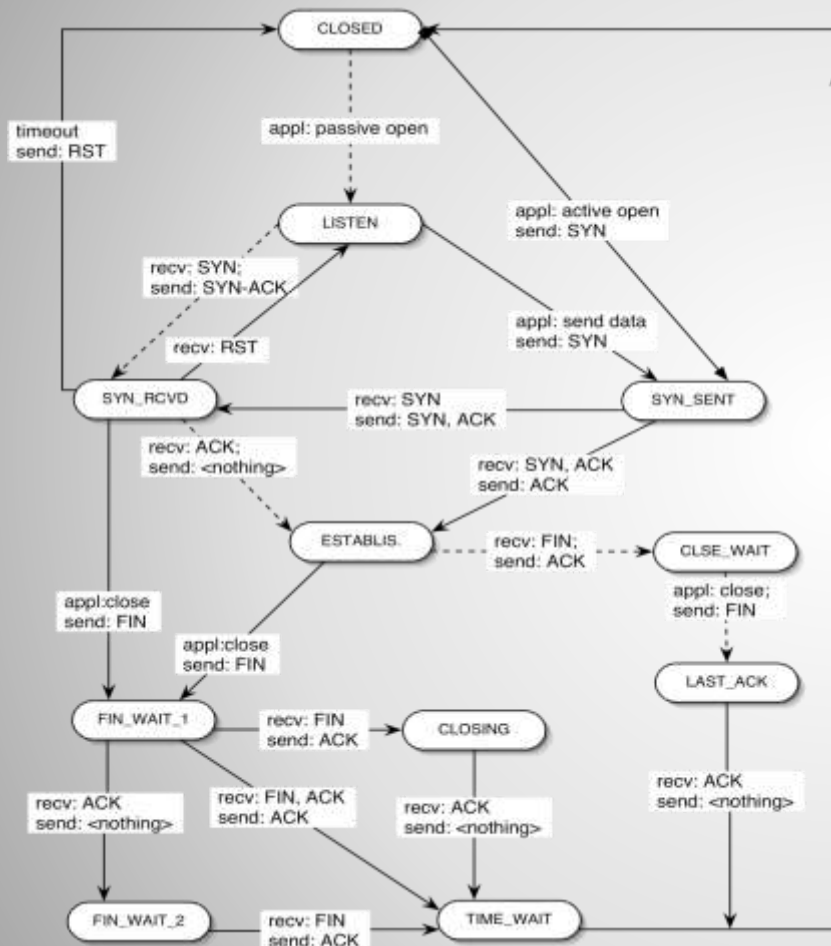 CLOSED
timeout
send: RST
appl: passive open
LISTEN
appl: active open
send: SYN
recv: SYN;
send: SYN-ACK
appl: send data
send: SYN
recv: RST
SYN_RCVD
recv: SYN
send: SYN, ACK
SYN_SENT
recv: ACK;
send: <nothing>
recv: SYN, ACK
send: ACK
ESTABLIS.
recv: FIN;
send: ACK
CLSE_WAIT
appl: close;
send: FIN
appl:close
send: FIN
appl:close
send: FIN
LAST_ACK
FIN_WAIT_1
recv: FIN
send: ACK
CLOSING
recv: ACK
send: <nothing>
recv: FIN, ACK
send: ACK
recv: ACK
send: <nothing>
recv: ACK
send: <nothing>
FIN_WAIT_2
recv: FIN
send: ACK
TIME_WAIT